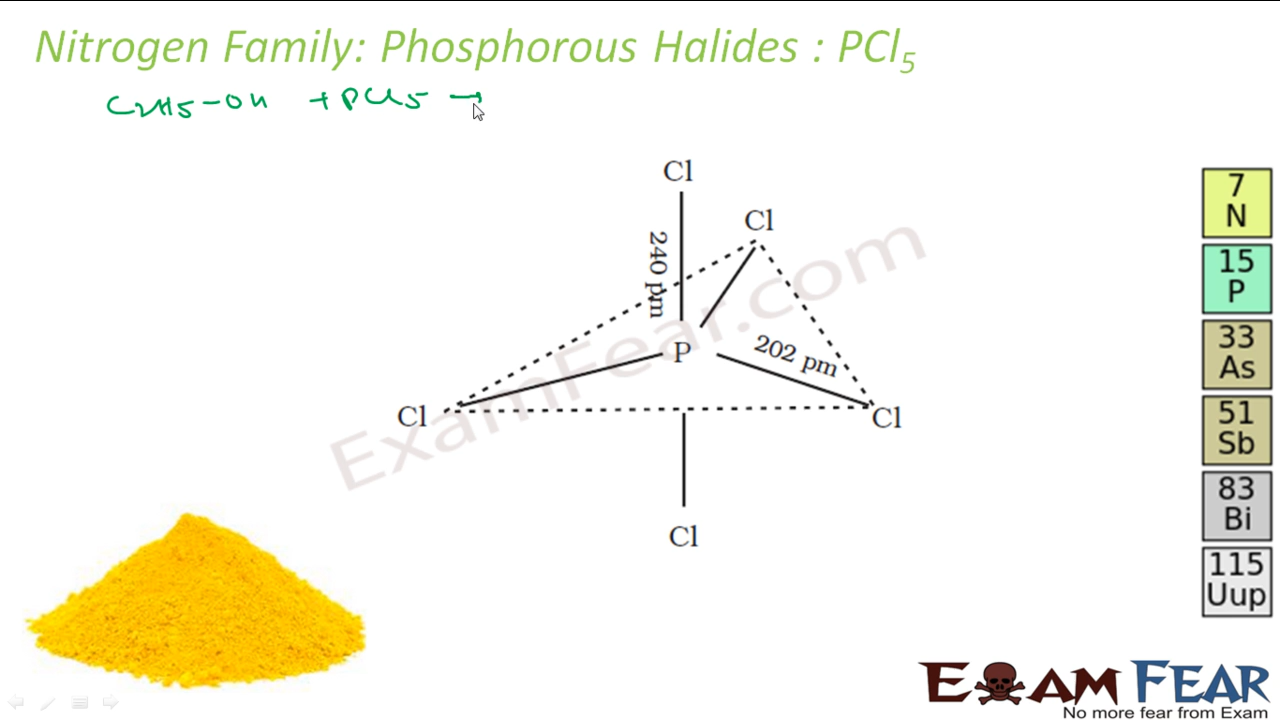 Nitrogen Family: Phosphorous Halides : PCl₅
C2H5-OH + PCl5 →
Cl
Cl
240 pm
P
202 pm
Cl
Cl
Cl
ExamFear.com
7
N
15
P
33
As
51
Sb
83
Bi
115
Uup
EXAM FEAR
No more fear from Exam